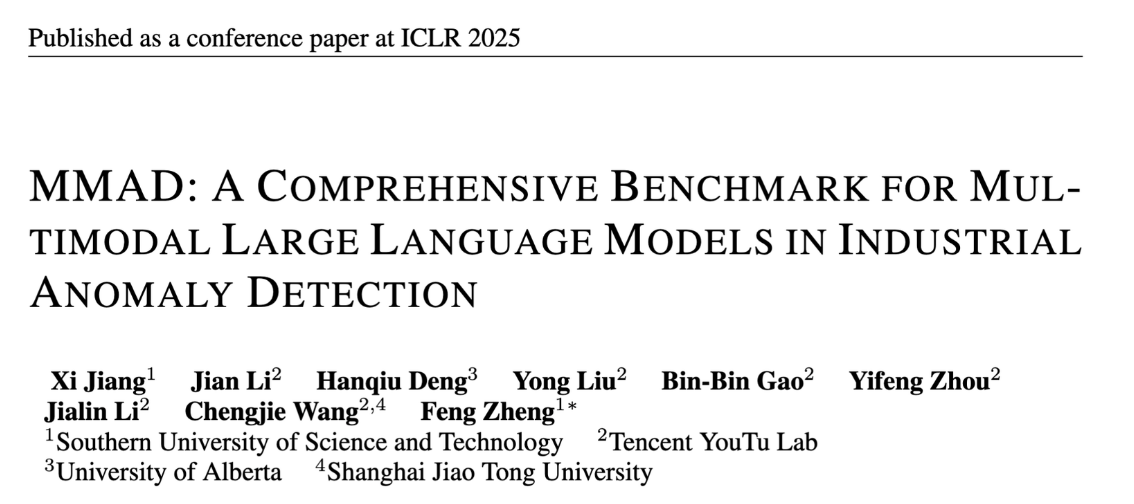 Published as a conference paper at ICLR 2025
MMAD: A COMPREHENSIVE BENCHMARK FOR MUL-
TIMODAL LARGE LANGUAGE MODELS IN INDUSTRIAL
ANOMALY DETECTION
Xi Jiang¹ Jian Li² Hanqiu Deng³ Yong Liu² Bin-Bin Gao² Yifeng Zhou²
Jialin Li² Chengjie Wang²,⁴ Feng Zheng¹*
¹Southern University of Science and Technology ²Tencent YouTu Lab
³University of Alberta ⁴Shanghai Jiao Tong University